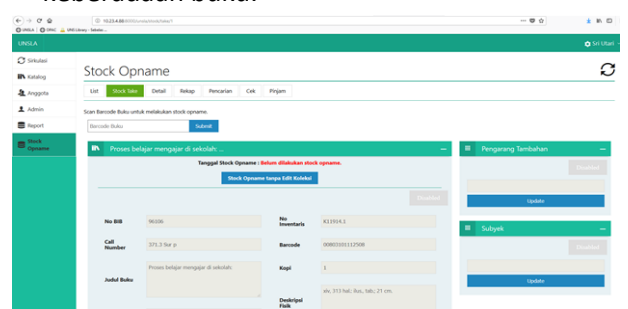 keberadaan buku.
UNSLA
OPAC
UNSLA
Sri Utari
Sirkulasi
Katalog
Anggota
Admin
Report
Stock
Opname
Stock Opname
List
Stock Take
Detail
Rekap
Pencarian
Cek
Pinjam
Scan Barcode Buku untuk melakukan stock opname.
Barcode Buku
Submit
Proses belajar mengajar di sekolah: ...
Tanggal Stock Opname : Belum dilakukan stock opname.
Stock Opname tanpa Edit Koleksi
Disabled
No BIB
96106
No
Inventaris
K11914.1
Call
Number
371.3 Sur p
Barcode
00803101112508
Judul Buku
Proses belajar mengajar di sekolah:
Kopi
1
Deskripsi
Fisik
xiv, 313 hal; ilus, tab; 21 cm.
Pengarang Tambahan
Disabled
Update
Subyek
Disabled
Update